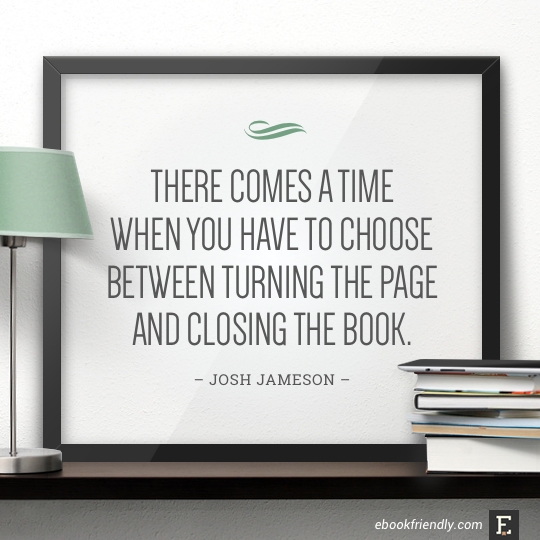 THERE COMES A TIME
WHEN YOU HAVE TO CHOOSE
BETWEEN TURNING THE PAGE
AND CLOSING THE BOOK.
– JOSH JAMESON –
ebookfriendly.com E